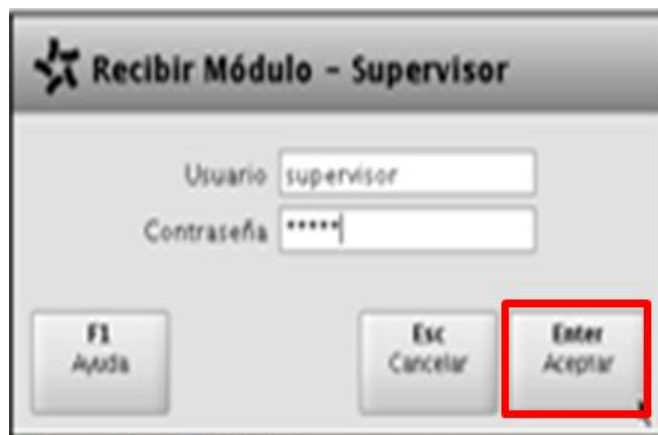 Recibir Módulo - Supervisor
Usuario supervisor
Contraseña *****
F1 Esc Enter
Ayuda Cancelar Aceptar